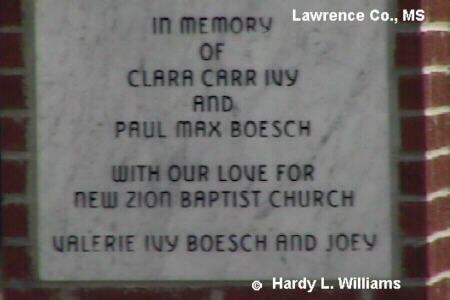 Lawrence Co., MS
IN MEMORY
OF
CLARA CARR IVY
AND
PAUL MAX BOESCH
WITH OUR LOVE FOR
NEW ZION BAPTIST CHURCH
VALERIE IVY BOESCH AND JOEY
© Hardy L. Williams